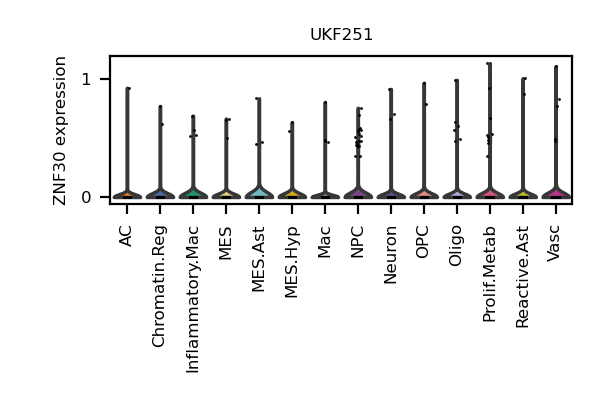 UKF251
ZNF30 expression
1
0
AC
Chromatin.Reg
Inflammatory.Mac
MES
MES.Ast
MES.Hyp
Mac
NPC
Neuron
OPC
Oligo
Prolif.Metab
Reactive.Ast
Vasc